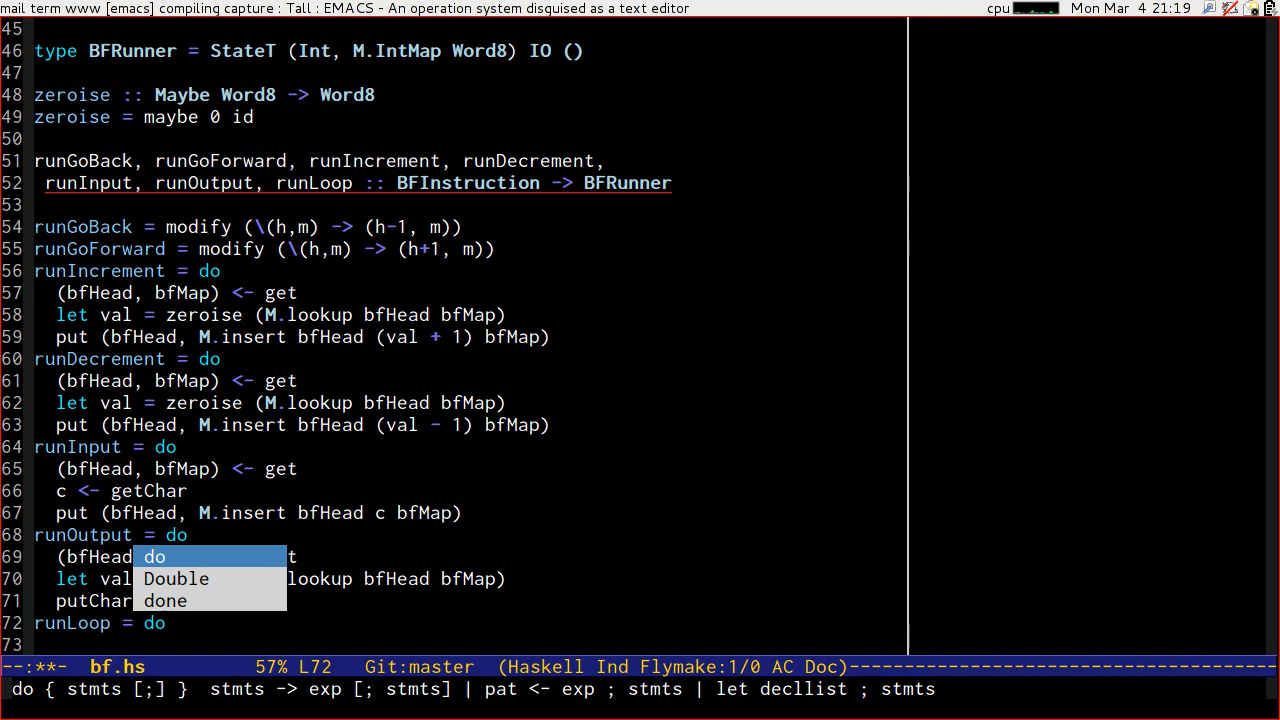 mail term www [emacs] compiling capture : Tall : EMACS - An operation system disguised as a text editor cpu Mon Mar 4 21:19
45
46 type BFRunner = StateT (Int, M.IntMap Word8) IO ()
47
48 zeroise :: Maybe Word8 -> Word8
49 zeroise = maybe 0 id
50
51 runGoBack, runGoForward, runIncrement, runDecrement,
52  runInput, runOutput, runLoop :: BFInstruction -> BFRunner
53
54 runGoBack = modify (\(h,m) -> (h-1, m))
55 runGoForward = modify (\(h,m) -> (h+1, m))
56 runIncrement = do
57   (bfHead, bfMap) <- get
58   let val = zeroise (M.lookup bfHead bfMap)
59   put (bfHead, M.insert bfHead (val + 1) bfMap)
60 runDecrement = do
61   (bfHead, bfMap) <- get
62   let val = zeroise (M.lookup bfHead bfMap)
63   put (bfHead, M.insert bfHead (val - 1) bfMap)
64 runInput = do
65   (bfHead, bfMap) <- get
66   c <- getChar
67   put (bfHead, M.insert bfHead c bfMap)
68 runOutput = do
69   (bfHead do t
70   let val Double lookup bfHead bfMap)
71   putChar done
72 runLoop = do
73
--:**-  bf.hs          57% L72   Git:master  (Haskell Ind Flymake:1/0 AC Doc)---------------------------------------
do { stmts [;] }  stmts -> exp [; stmts] | pat <- exp ; stmts | let decllist ; stmts